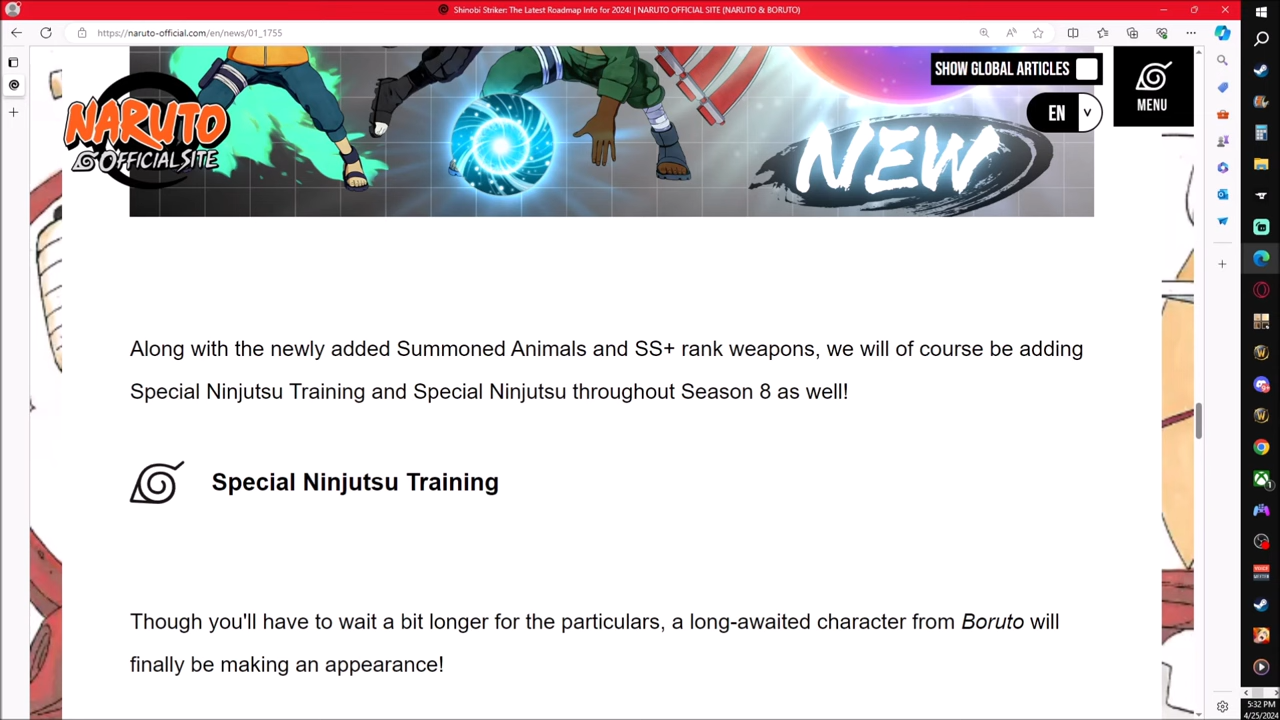 Shinobi Striker: The Latest Roadmap Info for 2024! | NARUTO OFFICIAL SITE (NARUTO & BORUTO)
https://naruto-official.com/en/news/01_1755
SHOW GLOBAL ARTICLES
MENU
EN
NARUTO
OFFICIAL SITE
NEW
Along with the newly added Summoned Animals and SS+ rank weapons, we will of course be adding
Special Ninjutsu Training and Special Ninjutsu throughout Season 8 as well!
Special Ninjutsu Training
Though you'll have to wait a bit longer for the particulars, a long-awaited character from Boruto will
finally be making an appearance!
5:32 PM
4/25/2024